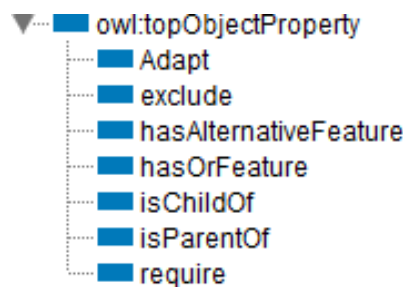 owl:topObjectProperty
Adapt
exclude
hasAlternativeFeature
hasOrFeature
isChildOf
isParentOf
require